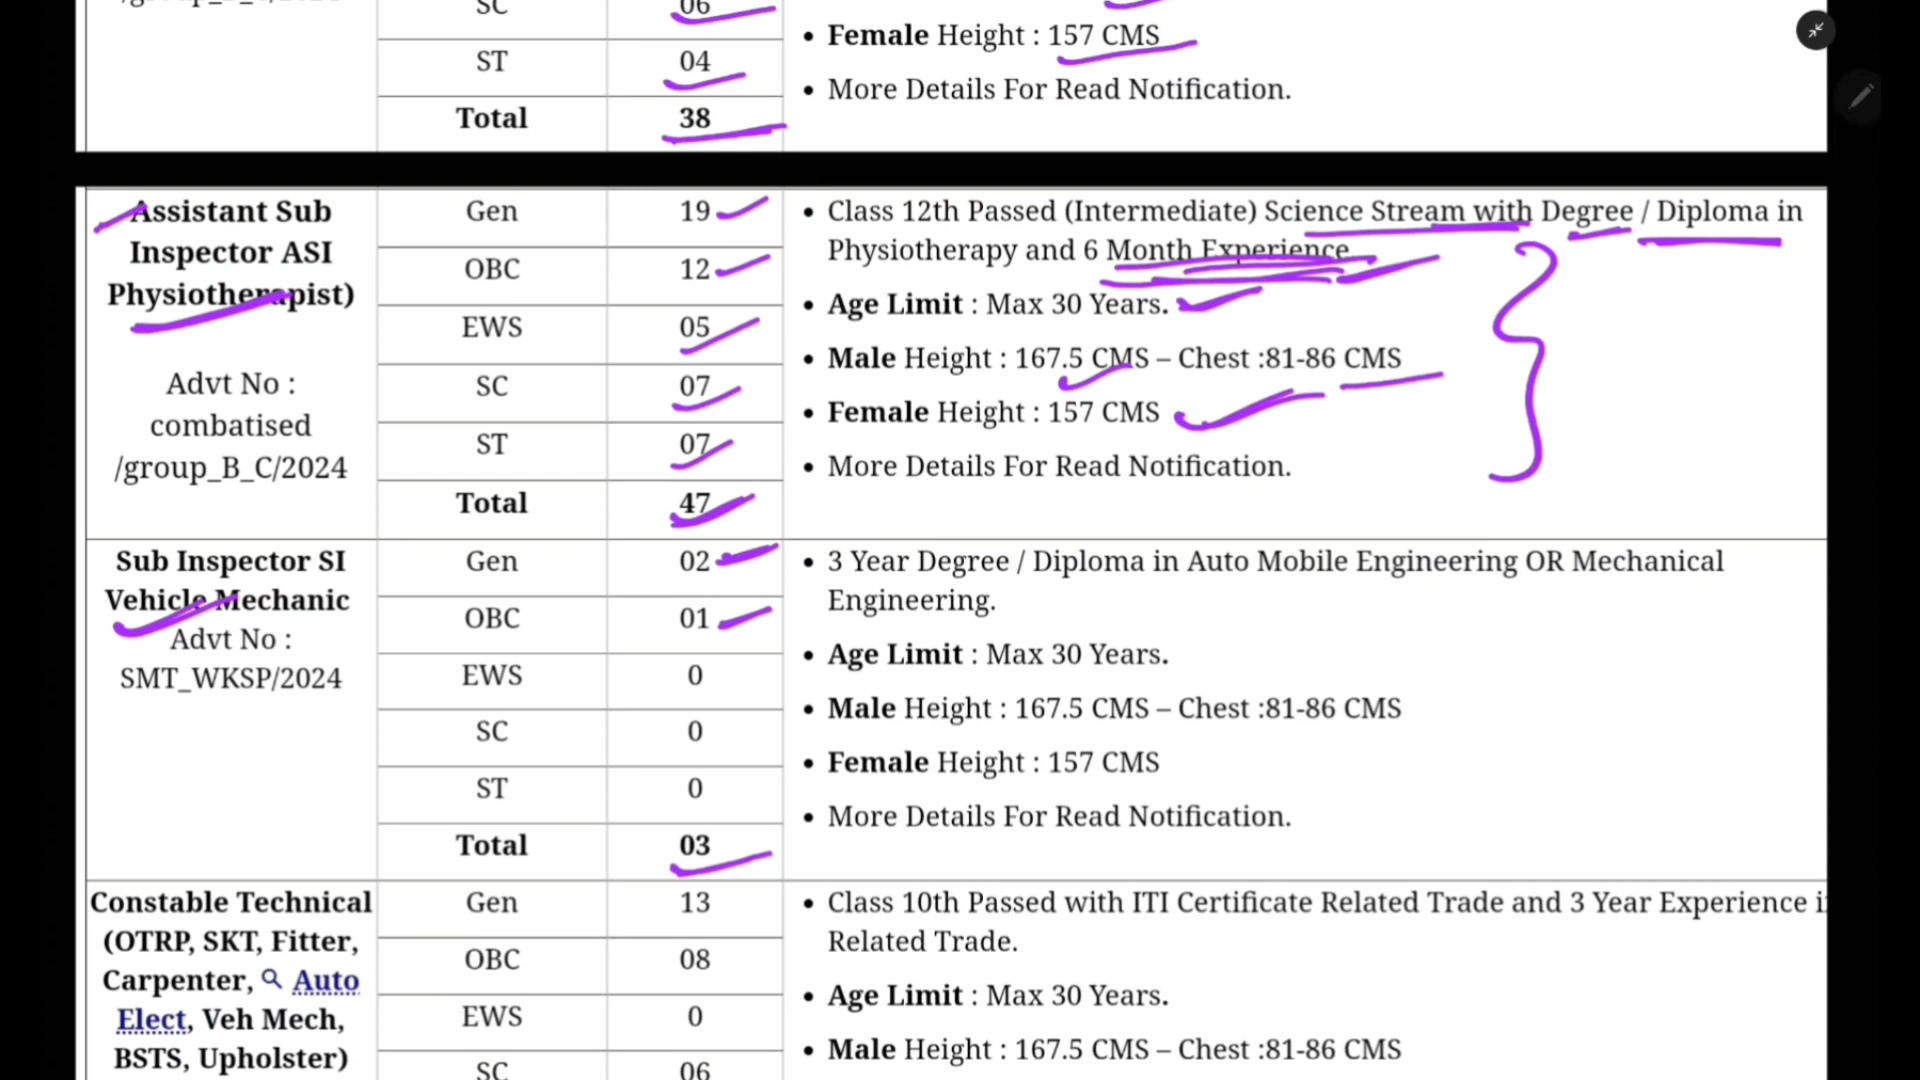 SC
06
Female Height : 157 CMS
ST
04
More Details For Read Notification.
Total
38
Assistant Sub
Inspector ASI
Physiotherapist)
Advt No :
combatised
/group_B_C/2024
Gen
19
OBC
12
EWS
05
SC
07
ST
07
Total
47
Class 12th Passed (Intermediate) Science Stream with Degree / Diploma in
Physiotherapy and 6 Month Experience.
Age Limit : Max 30 Years.
Male Height : 167.5 CMS – Chest :81-86 CMS
Female Height : 157 CMS
More Details For Read Notification.
Sub Inspector SI
Vehicle Mechanic
Advt No :
SMT_WKSP/2024
Gen
02
OBC
01
EWS
0
SC
0
ST
0
Total
03
3 Year Degree / Diploma in Auto Mobile Engineering OR Mechanical
Engineering.
Age Limit : Max 30 Years.
Male Height : 167.5 CMS – Chest :81-86 CMS
Female Height : 157 CMS
More Details For Read Notification.
Constable Technical
(OTRP, SKT, Fitter,
Carpenter, Auto
Elect, Veh Mech,
BSTS, Upholster)
Gen
13
OBC
08
EWS
0
SC
06
Class 10th Passed with ITI Certificate Related Trade and 3 Year Experience
Related Trade.
Age Limit : Max 30 Years.
Male Height : 167.5 CMS – Chest :81-86 CMS